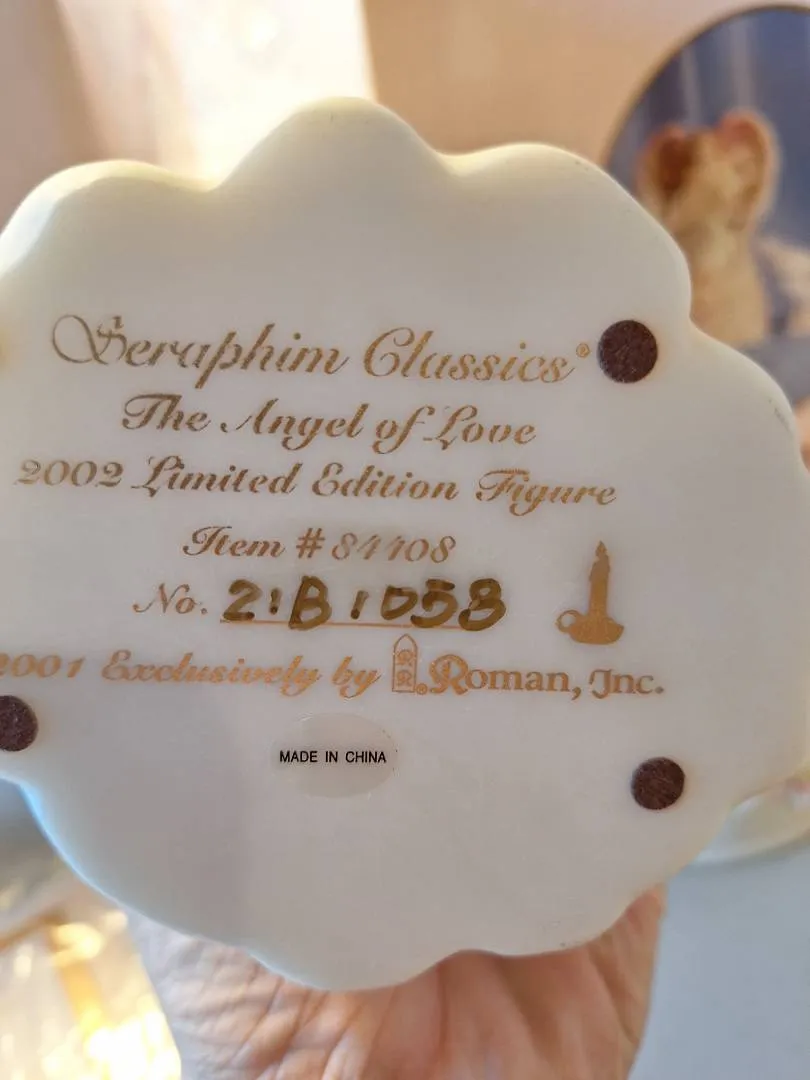 Seraphim Classics®
The Angel of Love
2002 Limited Edition Figure
Item # 84408
No. 21B1053
2001 Exclusively by R.® Roman, Inc.
MADE IN CHINA